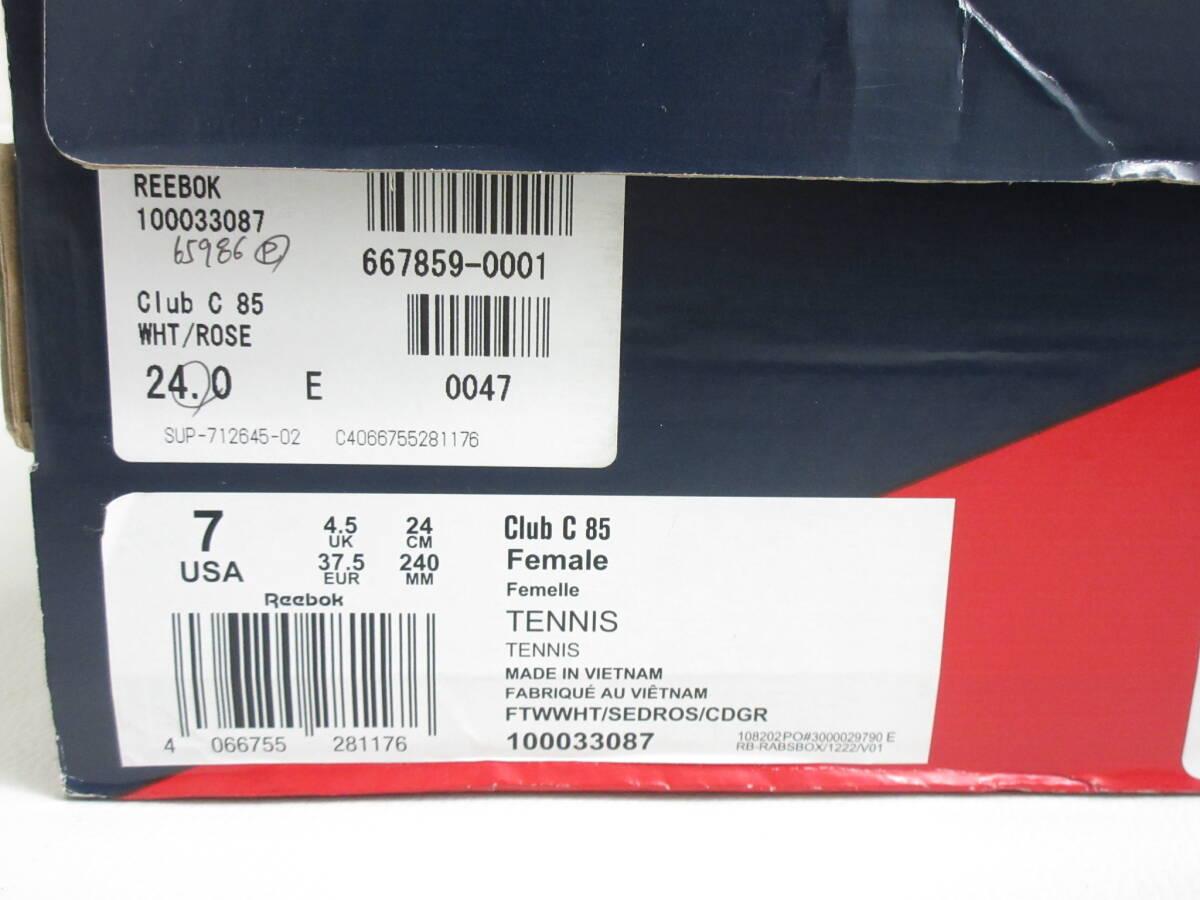 REEBOK
100033087
65986 P
667859-0001
Club C 85
WHT/ROSE
24.0 E 0047
SUP-712645-02 C4066755281176
7
USA
4.5
UK
24
CM
37.5
EUR
240
MM
Reebok
4 066755 281176
Club C 85
Female
Femelle
TENNIS
TENNIS
MADE IN VIETNAM
FABRIQUÉ AU VIÊTNAM
FTWWHT/SEDROS/CDGR
100033087
108202PO#3000029790 E
RB-RABSBOX/1222/V01